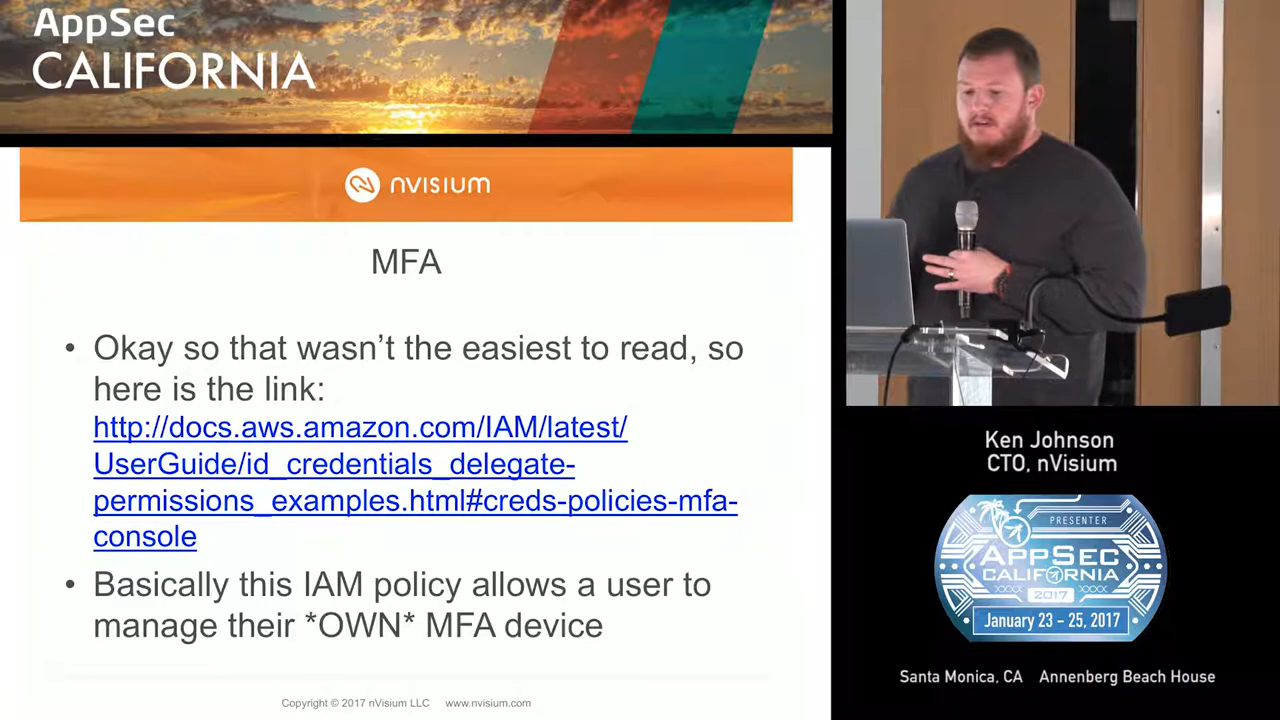 AppSec
CALIFORNIA
nVISIUM
MFA
• Okay so that wasn't the easiest to read, so
here is the link:
http://docs.aws.amazon.com/IAM/latest/
UserGuide/id_credentials_delegate-
permissions_examples.html#creds-policies-mfa-
console
• Basically this IAM policy allows a user to
manage their *OWN* MFA device
Copyright © 2017 nVisium LLC www.nvisium.com
Ken Johnson
CTO, nVisium
PRESENTER
APPSEC
CALIFORNIA
2017
January 23 - 25, 2017
Santa Monica, CA Annenberg Beach House